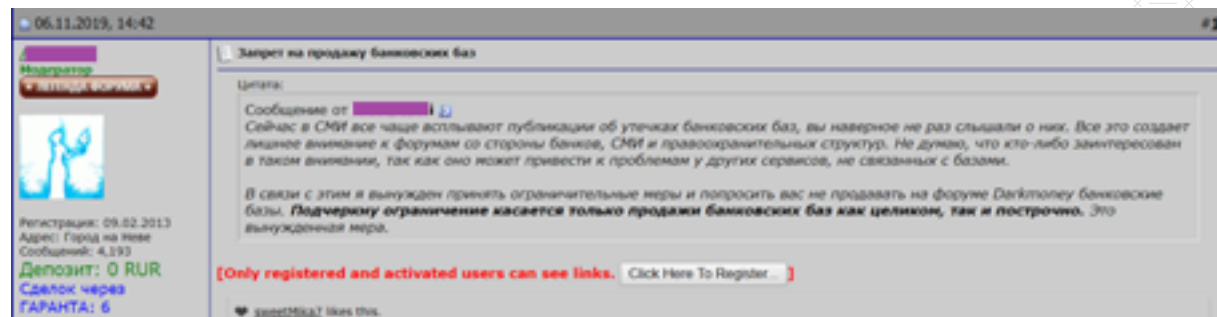 06.11.2019, 14:42
#1
Модератор
ЛЕГЕНДА ФОРУМА
Регистрация: 09.02.2013
Адрес: Город на Неве
Сообщений: 4,193
Депозит: 0 RUR
Сделок через
ГАРАНТА: 6
Запрет на продажу банковских баз
Цитата:
Сообщение от
Сейчас в СМИ все чаще всплывают публикации об утечках банковских баз, вы наверное не раз слышали о них. Все это создает
лишнее внимание к форумам со стороны банков, СМИ и правоохранительных структур. Не думаю, что кто-либо заинтересован
в таком внимании, так как оно может привести к проблемам у других сервисов, не связанных с базами.
В связи с этим я вынужден принять ограничительные меры и попросить вас не продавать на форуме Darkmoney банковские
базы. Подчеркну ограничение касается только продажи банковских баз как целиком, так и построчно. Это
вынужденная мера.
[Only registered and activated users can see links. Click Here To Register... ]
sweetMika7 likes this.